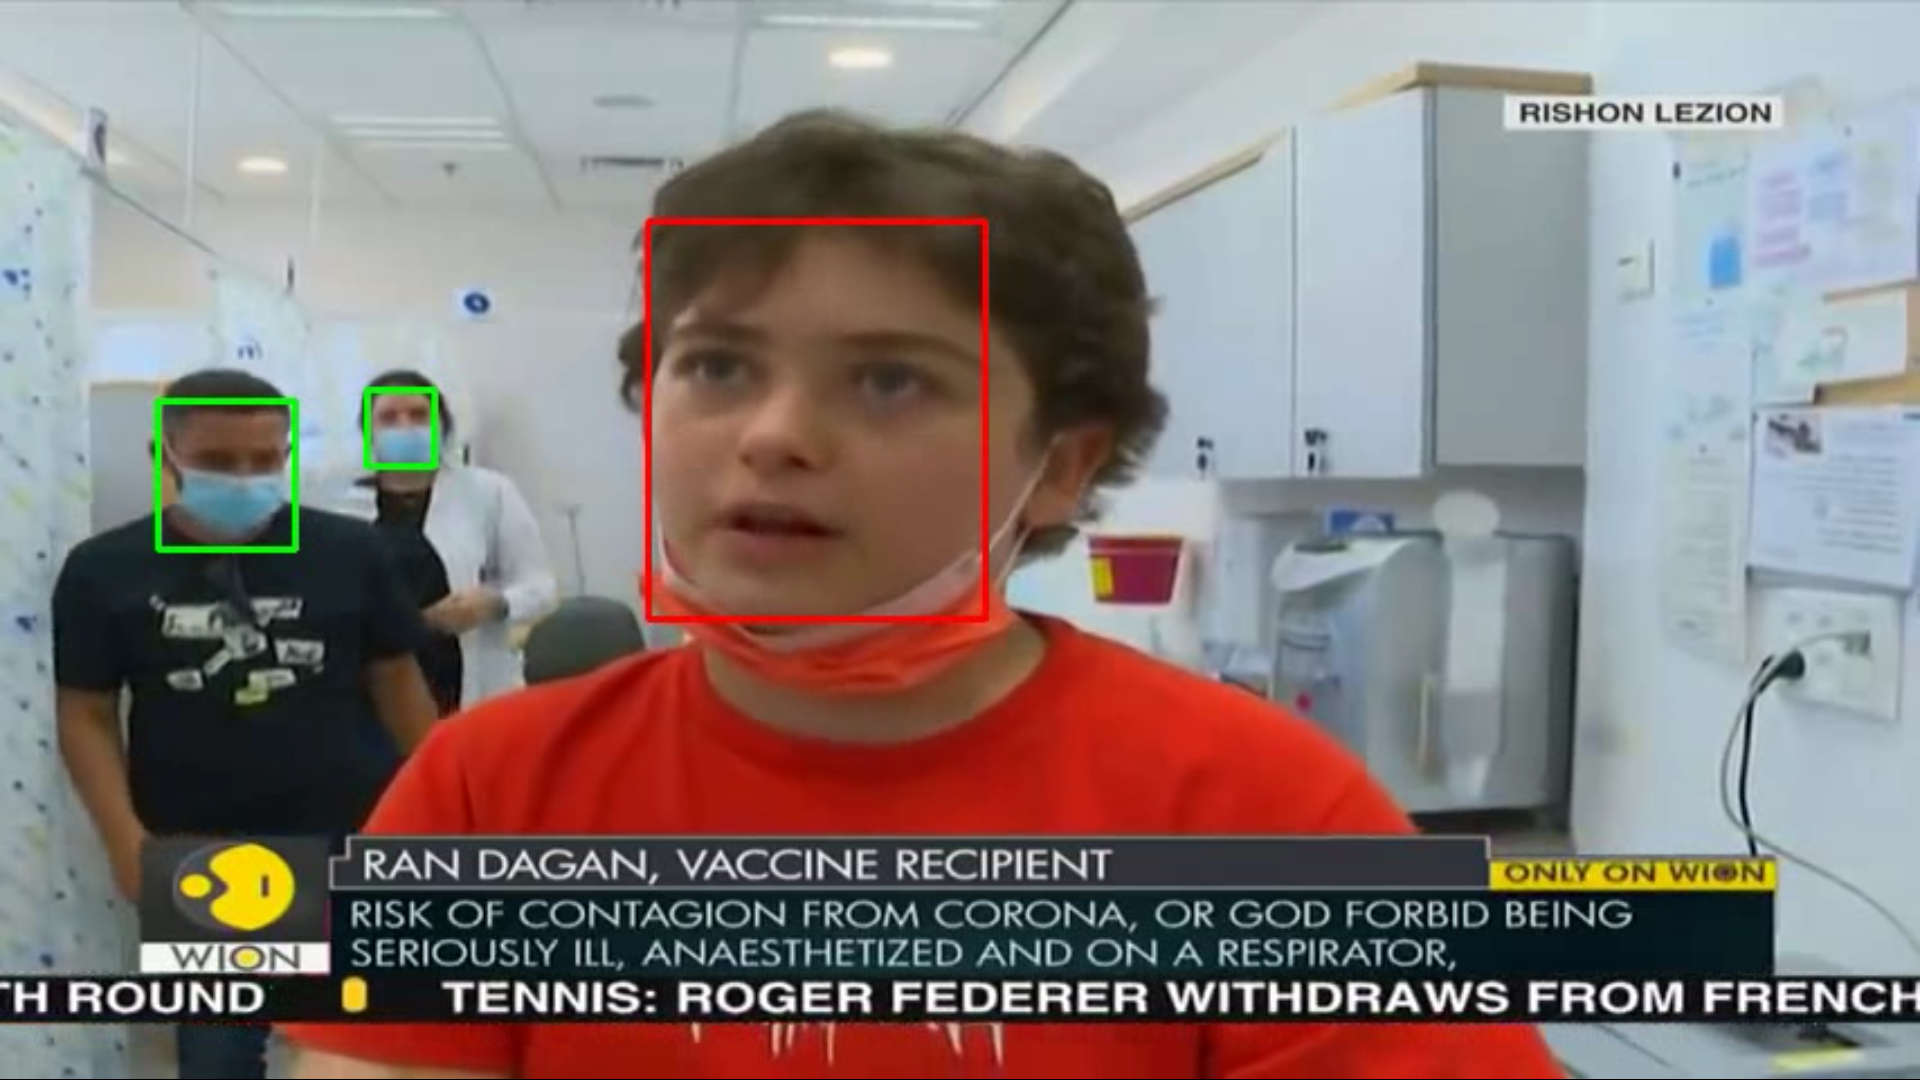 RISHON LEZION
RAN DAGAN, VACCINE RECIPIENT
ONLY ON WION
RISK OF CONTAGION FROM CORONA, OR GOD FORBID BEING
SERIOUSLY ILL, ANAESTHETIZED AND ON A RESPIRATOR,
WION
TH ROUND TENNIS: ROGER FEDERER WITHDRAWS FROM FRENCH